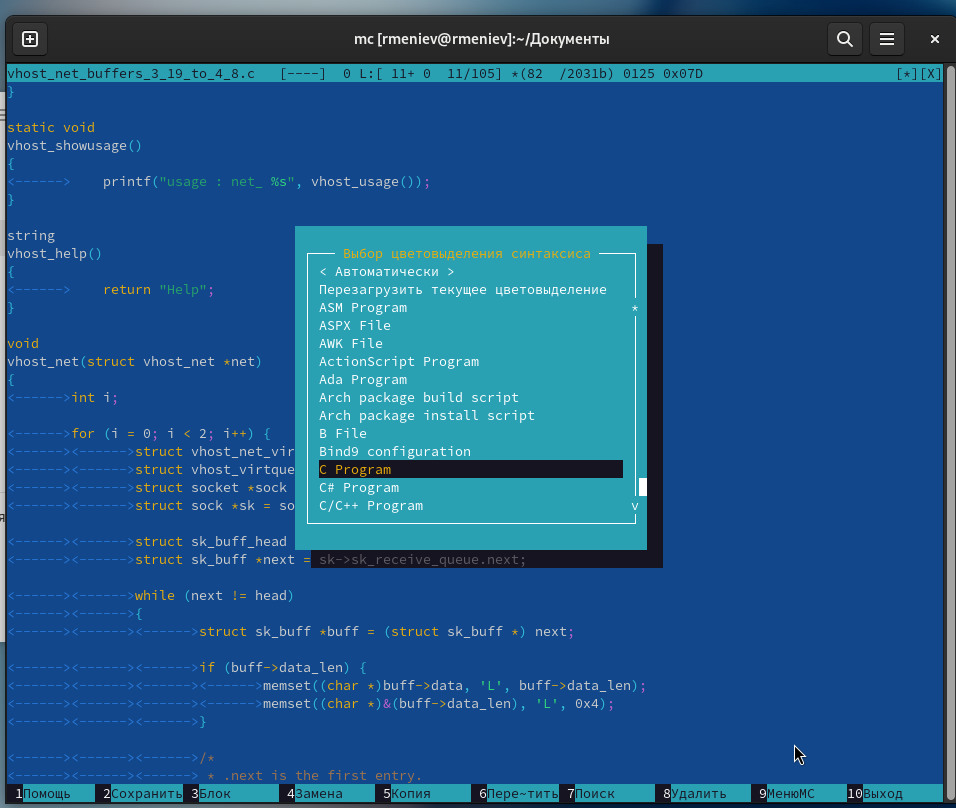 mc [rmeniev@rmeniev]:~/Документы
vhost_net_buffers_3_19_to_4_8.c   [----]  0 L:[ 11+ 0  11/105] *(82  /2031b) 0125 0x07D [*][X]
}
static void
vhost_showusage()
{
<------>    printf("usage : net_ %s", vhost_usage());
}
string
vhost_help()
{
<------>    return "Help";
}
void
vhost_net(struct vhost_net *net)
{
<------>int i;
<------>for (i = 0; i < 2; i++) {
<------><------>struct vhost_net_vir
<------><------>struct vhost_virtque
<------><------>struct socket *sock
<------><------>struct sock *sk = so
<------><------>struct sk_buff_head
<------><------>struct sk_buff *next = sk->sk_receive_queue.next;
<------><------>while (next != head)
<------><------>{
<------><------><------>struct sk_buff *buff = (struct sk_buff *) next;
<------><------><------>if (buff->data_len) {
<------><------><------><------>memset((char *)buff->data, 'L', buff->data_len);
<------><------><------><------>memset((char *)&(buff->data_len), 'L', 0x4);
<------><------><------>}
<------><------><------>/*
<------><------><------> * .next is the first entry.
Выбор цветовыделения синтаксиса
< Автоматически >
Перезагрузить текущее цветовыделение
ASM Program *
ASPX File
AWK File
ActionScript Program
Ada Program
Arch package build script
Arch package install script
B File
Bind9 configuration
C Program
C# Program
C/C++ Program v
1Помощь 2Сохранить 3Блок 4Замена 5Копия 6Пере~тить 7Поиск 8Удалить 9МенюMC 10Выход